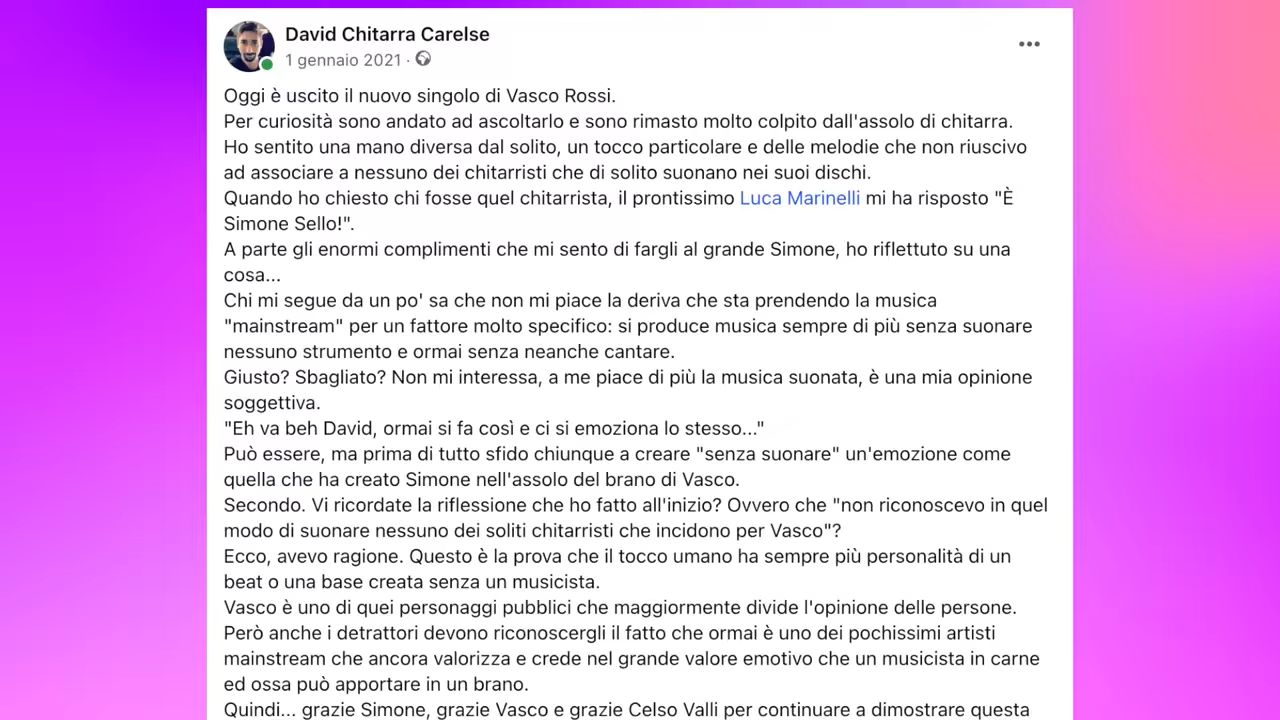 David Chitarra Carelse
1 gennaio 2021 ·
Oggi è uscito il nuovo singolo di Vasco Rossi.
Per curiosità sono andato ad ascoltarlo e sono rimasto molto colpito dall'assolo di chitarra.
Ho sentito una mano diversa dal solito, un tocco particolare e delle melodie che non riuscivo
ad associare a nessuno dei chitarristi che di solito suonano nei suoi dischi.
Quando ho chiesto chi fosse quel chitarrista, il prontissimo Luca Marinelli mi ha risposto "È
Simone Sello!".
A parte gli enormi complimenti che mi sento di fargli al grande Simone, ho riflettuto su una
cosa...
Chi mi segue da un po' sa che non mi piace la deriva che sta prendendo la musica
"mainstream" per un fattore molto specifico: si produce musica sempre di più senza suonare
nessuno strumento e ormai senza neanche cantare.
Giusto? Sbagliato? Non mi interessa, a me piace di più la musica suonata, è una mia opinione
soggettiva.
"Eh va beh David, ormai si fa così e ci si emoziona lo stesso..."
Può essere, ma prima di tutto sfido chiunque a creare "senza suonare" un'emozione come
quella che ha creato Simone nell'assolo del brano di Vasco.
Secondo. Vi ricordate la riflessione che ho fatto all'inizio? Ovvero che "non riconoscevo in quel
modo di suonare nessuno dei soliti chitarristi che incidono per Vasco"?
Ecco, avevo ragione. Questo è la prova che il tocco umano ha sempre più personalità di un
beat o una base creata senza un musicista.
Vasco è uno di quei personaggi pubblici che maggiormente divide l'opinione delle persone.
Però anche i detrattori devono riconoscergli il fatto che ormai è uno dei pochissimi artisti
mainstream che ancora valorizza e crede nel grande valore emotivo che un musicista in carne
ed ossa può apportare in un brano.
Quindi... grazie Simone, grazie Vasco e grazie Celso Valli per continuare a dimostrare questa